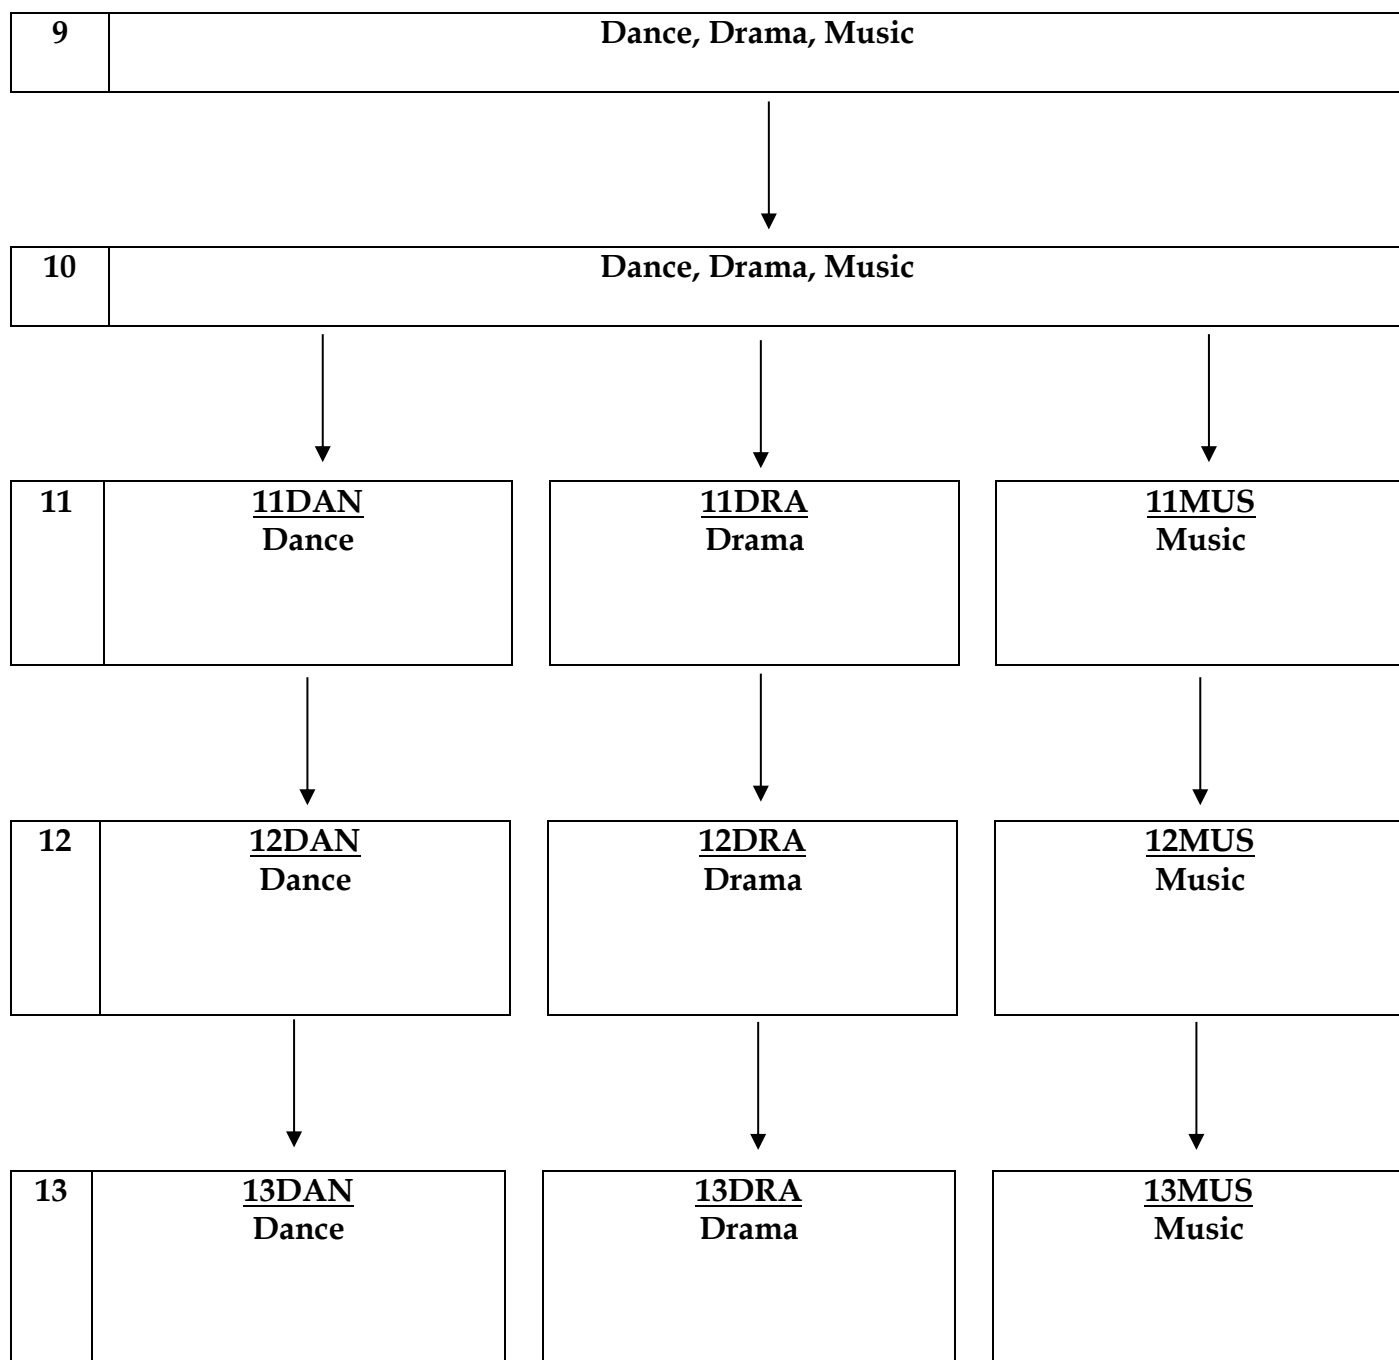 9 Dance, Drama, Music
10 Dance, Drama, Music
11 11DAN 11DRA 11MUS
Dance Drama Music
12 12DAN 12DRA 12MUS
Dance Drama Music
13 13DAN 13DRA 13MUS
Dance Drama Music